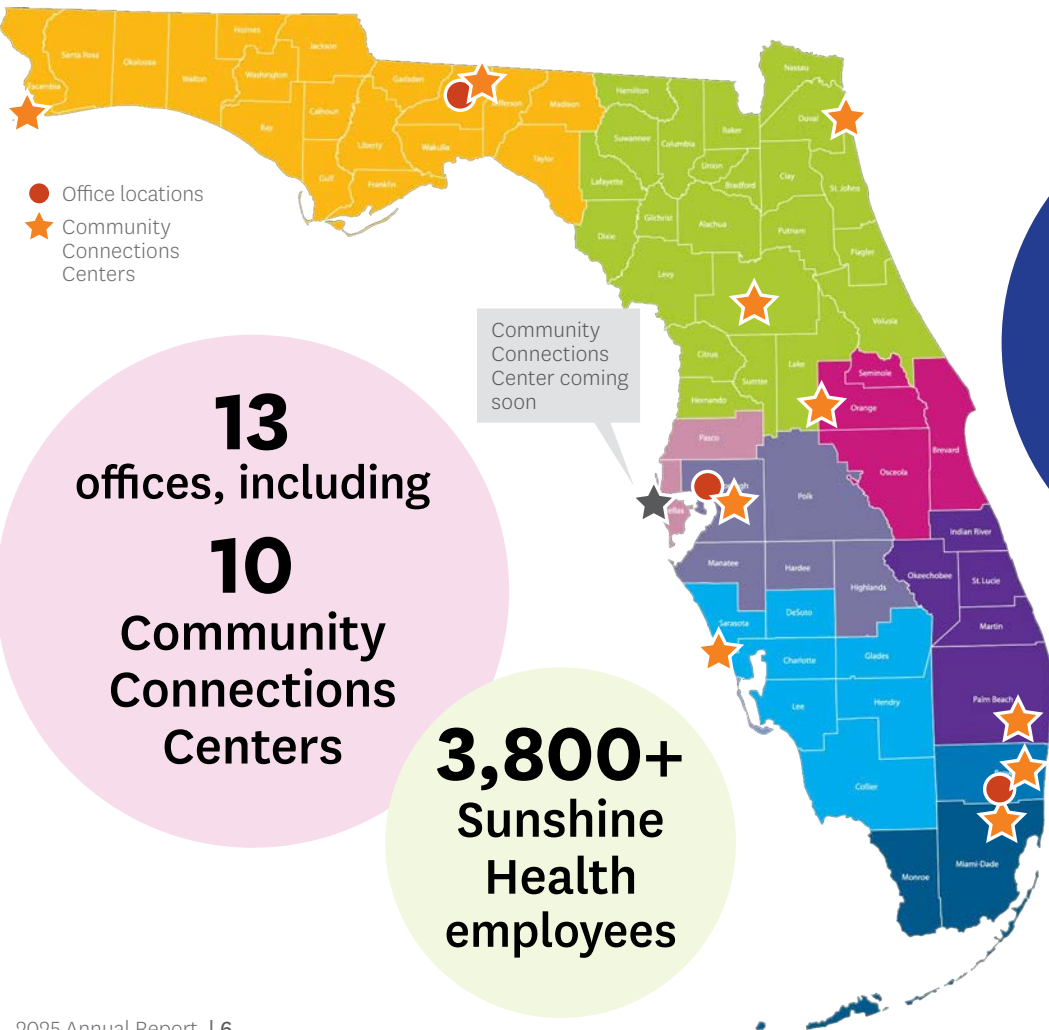 Holmes
Jackson
Santa Rosa
Okaloosa
Walton
Washington
Gadsden
Escambia
Calhoun
Madison
Bay
Liberty
Wakulla
Taylor
Gulf
Franklin
Nassau
Hamilton
Duval
Baker
Suwannee
Columbia
Union
Lafayette
Bradford
Clay
St. Johns
Gilchrist
Alachua
Dixie
Putnam
Flagler
Levy
Volusia
Office locations
Community
Connections
Centers
Community
Connections
Center coming
soon
Citrus
Lake
Sumter
Hernando
Seminole
Orange
Pasco
Brevard
Osceola
Polk
Indian River
Manatee
Hardee
Okeechobee
St. Lucie
Highlands
DeSoto
Sarasota
Martin
Charlotte
Glades
Lee
Hendry
Palm Beach
Collier
Monroe
Miami-Dade
13
offices, including
10
Community
Connections
Centers
3,800+
Sunshine
Health
employees
2025 Annual Report | 6